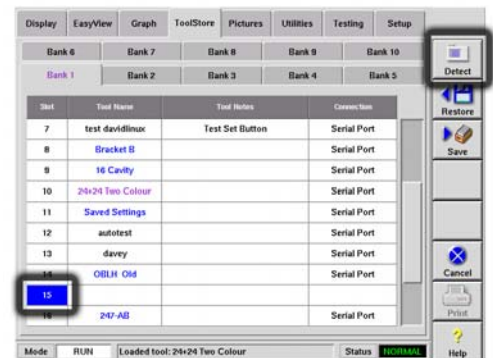 Display EasyView Graph ToolStore Pictures Utilities Testing Setup
Bank 6 Bank 7 Bank 8 Bank 9 Bank 10
Bank 1 Bank 2 Bank 3 Bank 4 Bank 5
Detect
Restore
Save
Cancel
Print
Help
Slot Tool Name Tool Notes Connection
7 test davidlinux Test Set Button Serial Port
8 Bracket B Serial Port
9 16 Cavity Serial Port
10 24+24 Two Colour Serial Port
11 Saved Settings Serial Port
12 autotest Serial Port
13 davey Serial Port
14 OBLH Old Serial Port
15
16 247-AB Serial Port
Mode RUN Loaded tool: 24+24 Two Colour Status NORMAL